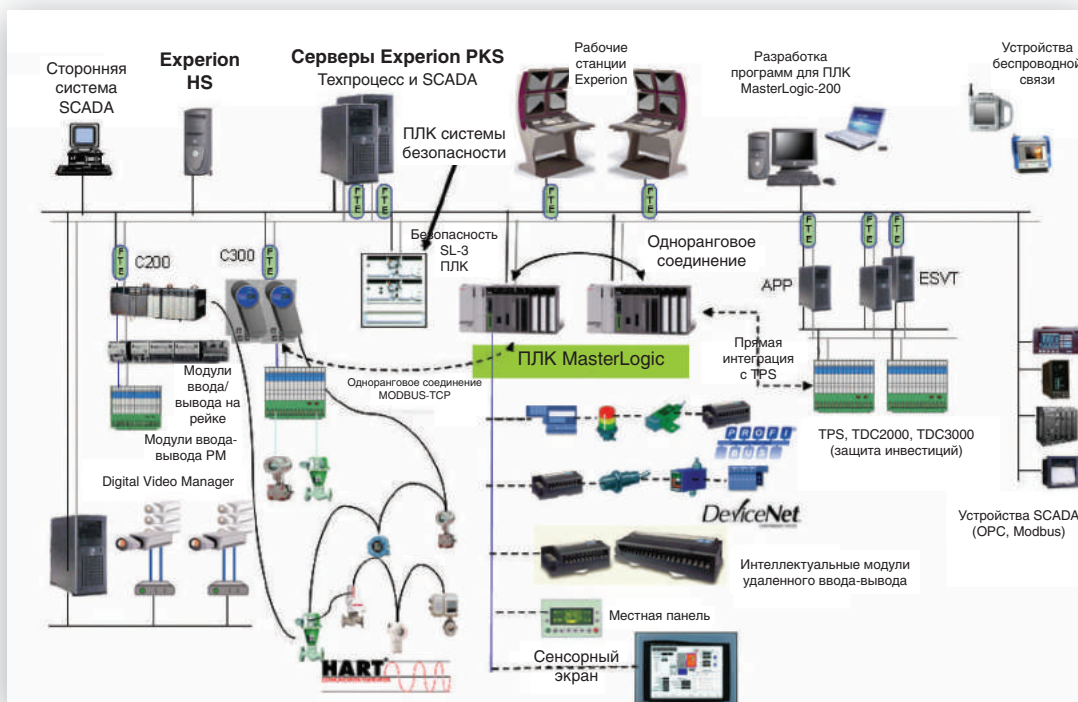 Сторонняя
система
SCADA
Experion
HS
Серверы Experion PKS
Техпроцесс и SCADA
ПЛК системы
безопасности
Рабочие
станции
Experion
Разработка
программ для ПЛК
MasterLogic-200
Устройства
беспроводной
связи
FTE
FTE
FTE
FTE
FTE
C200
FTE
C300
Безопасность
SL-3
ПЛК
Одноранговое
соединение
FTE
FTE
FTE
APP
ESVT
ПЛК MasterLogic
Прямая
интеграция
с TPS
Модули
ввода/
вывода на
рейке
Одноранговое соединение
MODBUS-TCP
Модули ввода-
вывода PM
Digital Video Manager
PROFI
BUS
TPS, TDC2000, TDC3000
(защита инвестиций)
DeviceNet
Устройства SCADA
(OPC, Modbus)
Интеллектуальные модули
удаленного ввода-вывода
Местная панель
Сенсорный
экран
HART